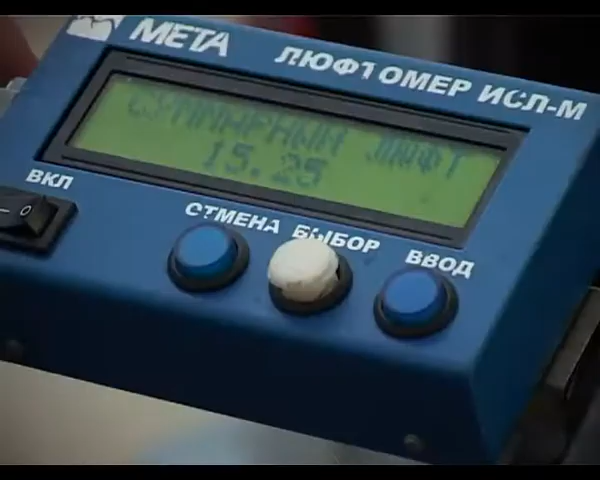 МЕТА ЛЮФТОМЕР ИСЛ-М
СУММАРНЫЙ ЛЮФТ
15.25
ВКЛ
ОТМЕНА ВЫБОР ВВОД